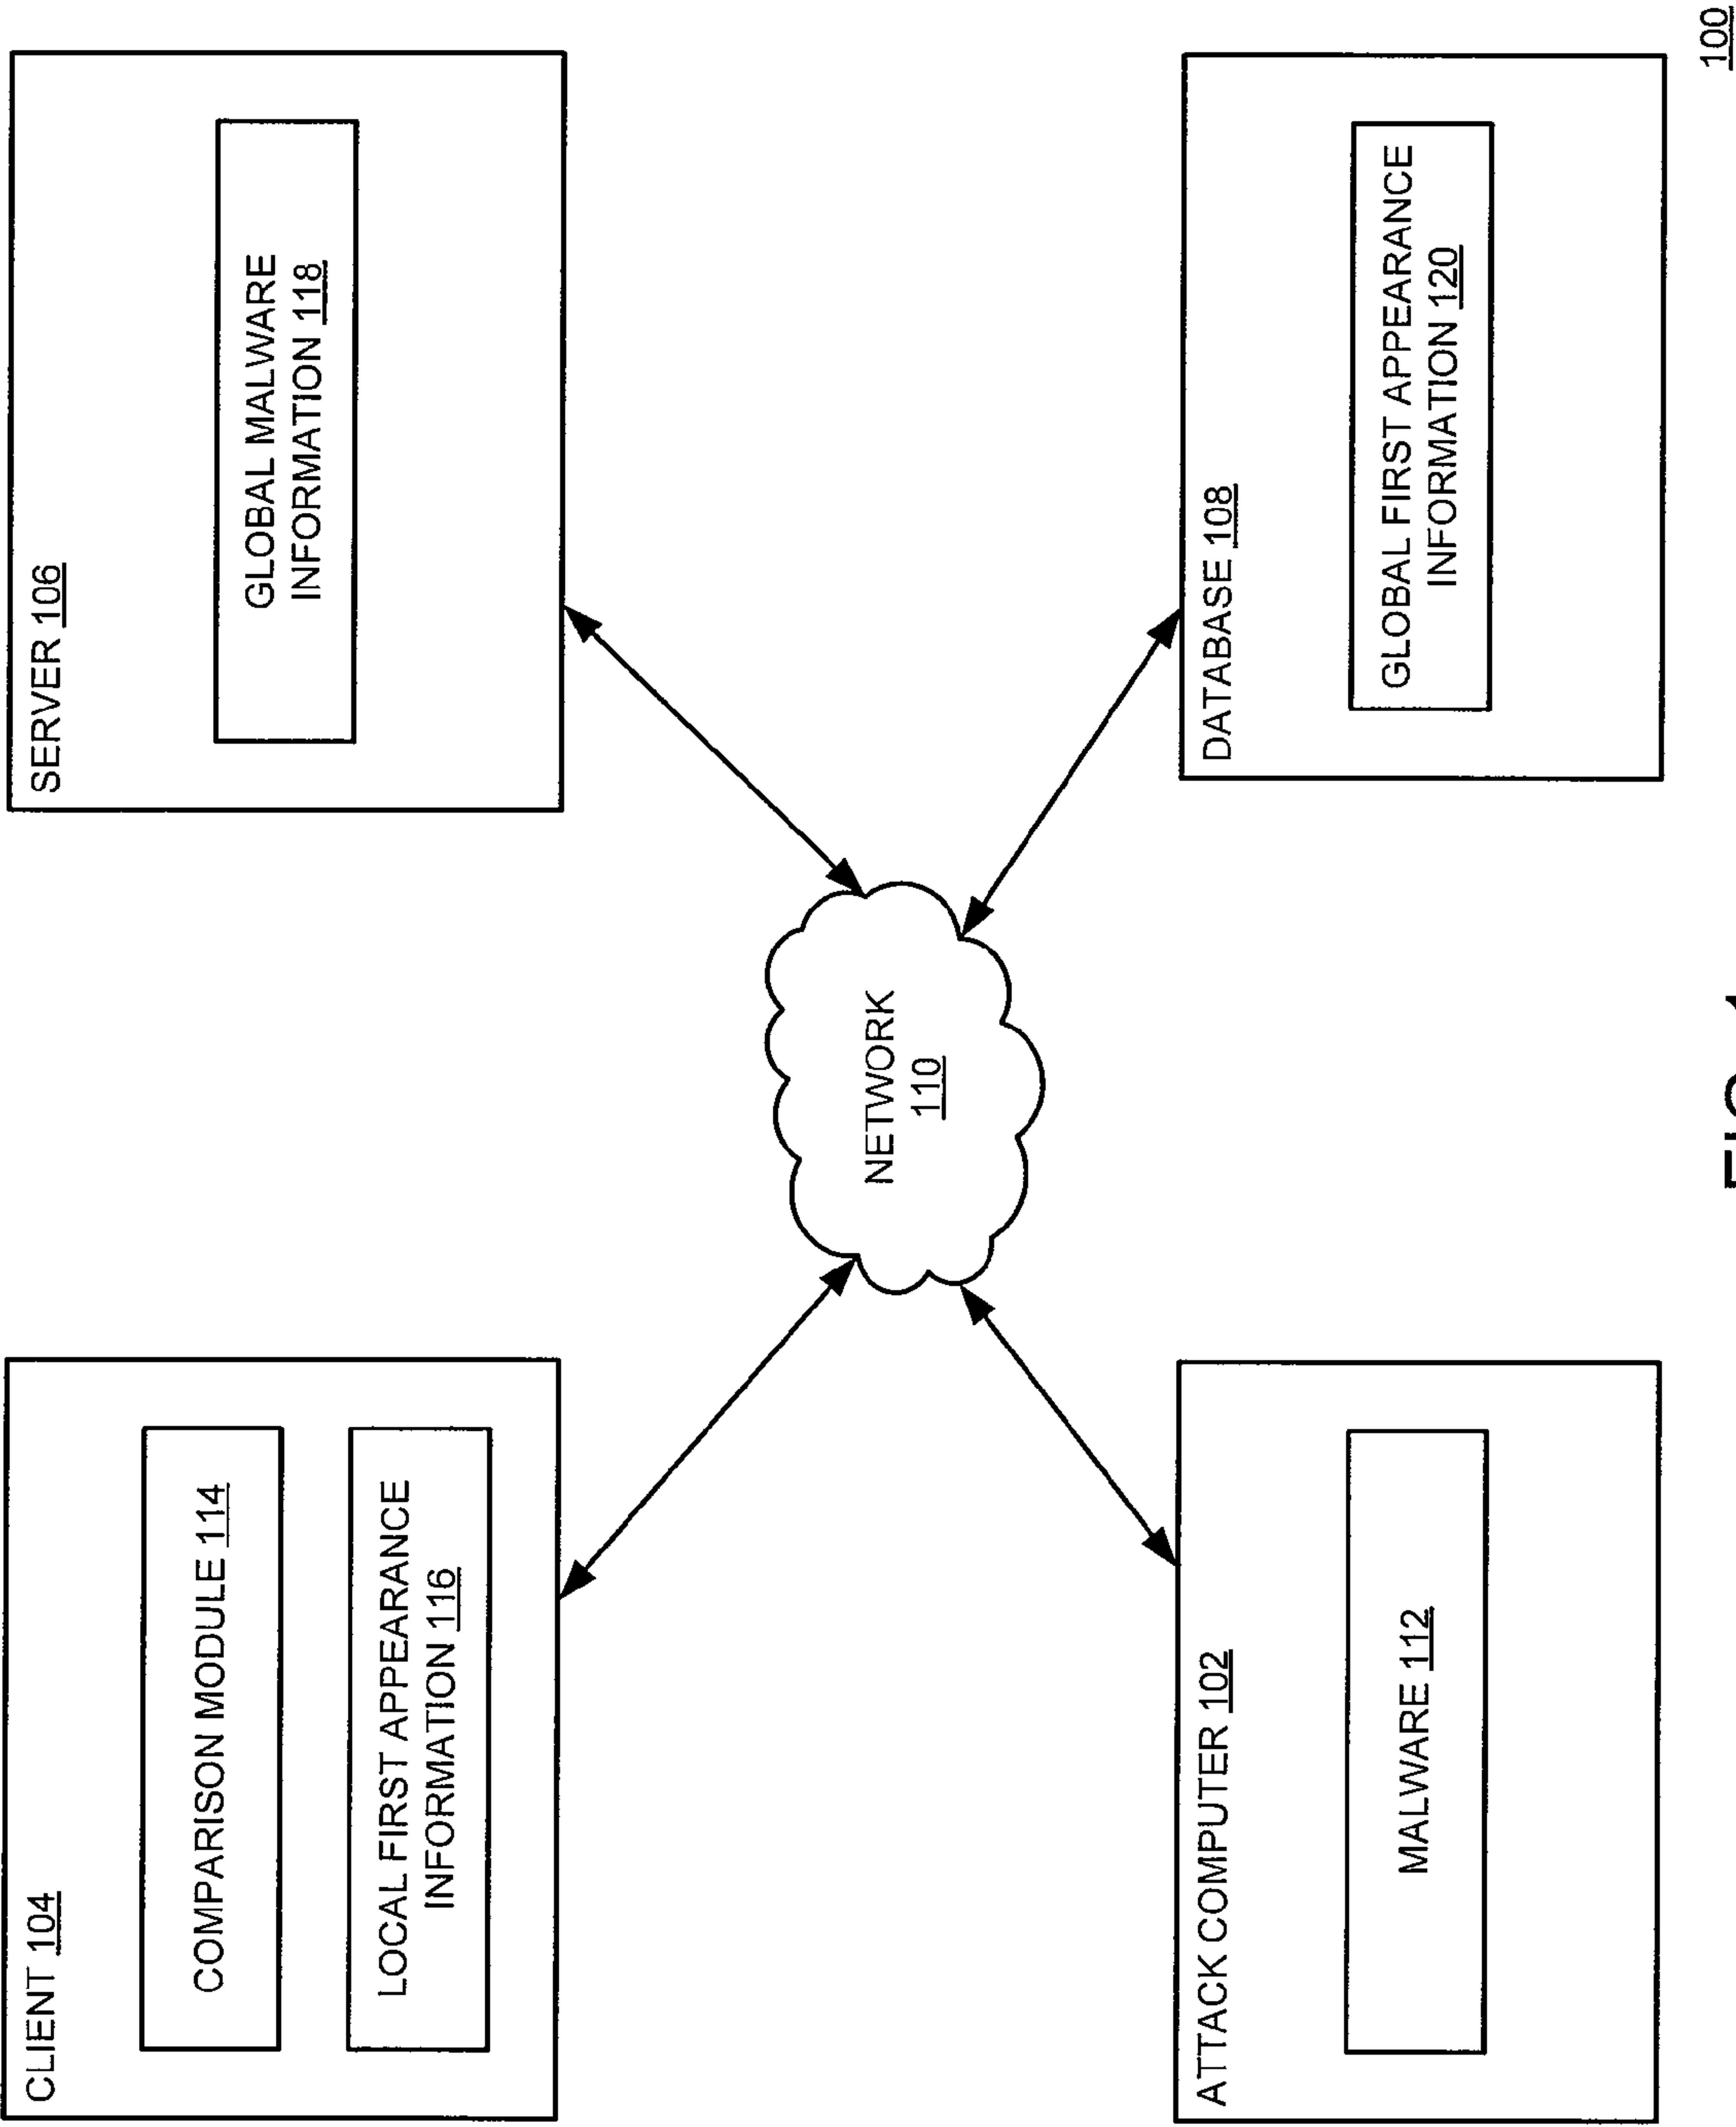 CLIENT 104
COMPARISON MODULE 114
LOCAL FIRST APPEARANCE
INFORMATION 116
SERVER 106
GLOBAL MALWARE
INFORMATION 118
NETWORK
110
ATTACK COMPUTER 102
MALWARE 112
DATABASE 108
GLOBAL FIRST APPEARANCE
INFORMATION 120
100